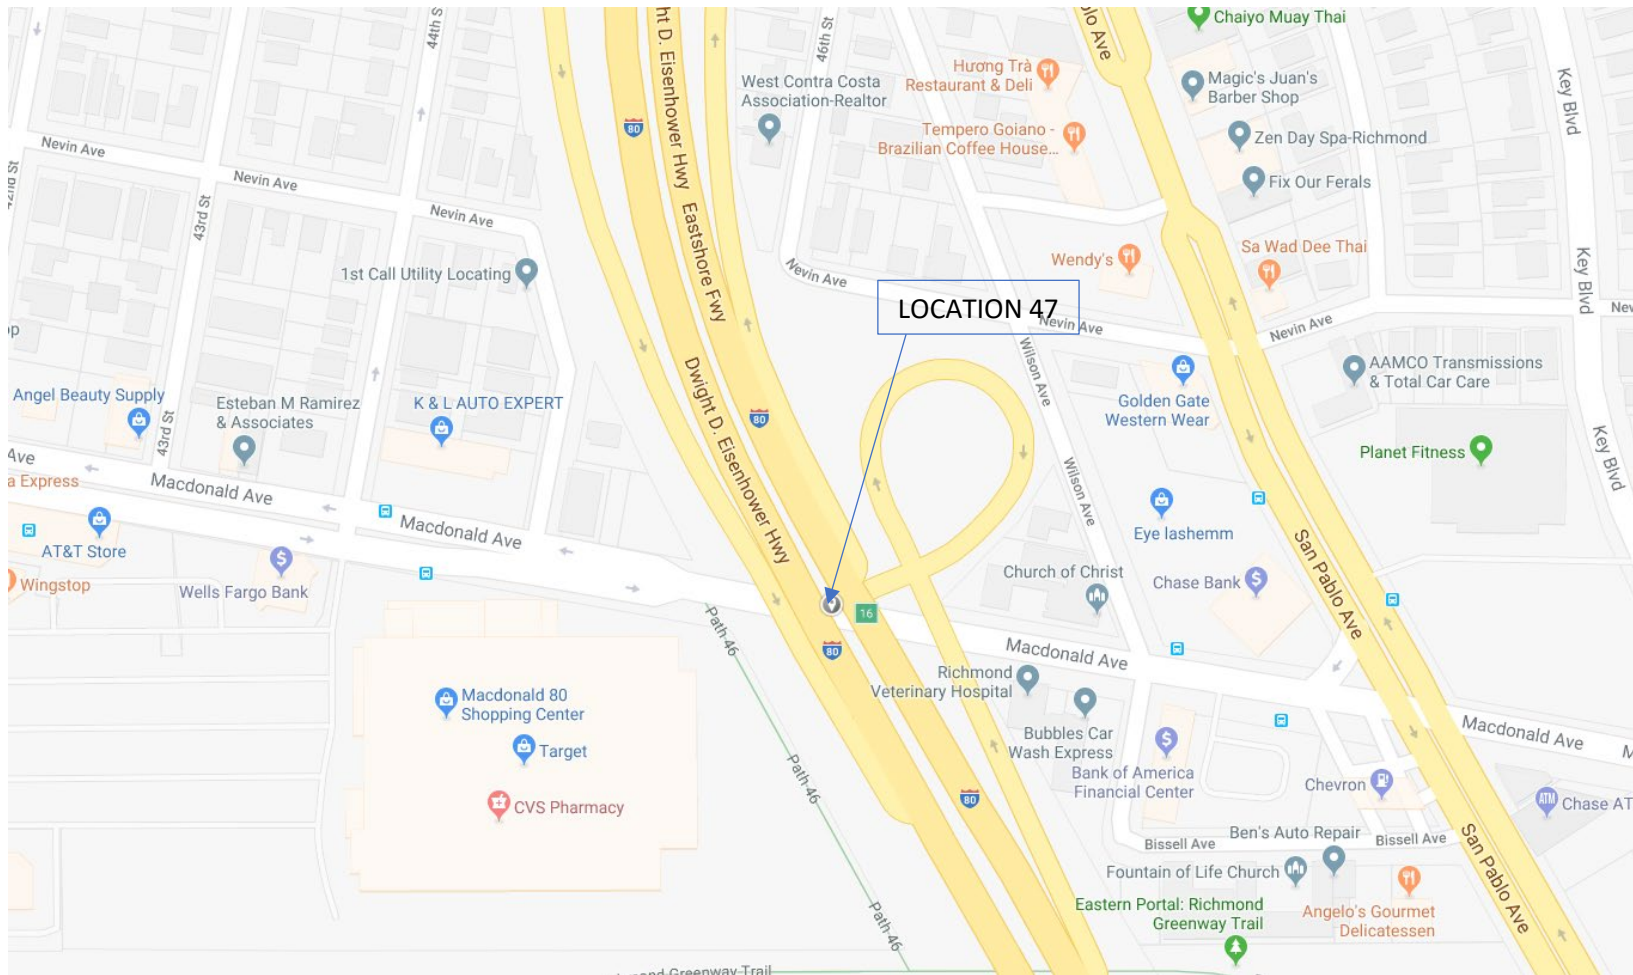 Chaiyo Muay Thai
44th S
46th St
Hương Trà
Restaurant & Deli
West Contra Costa
Association-Realtor
Magic's Juan's
Barber Shop
Key Blvd
80
Tempero Goiano -
Brazilian Coffee House...
Zen Day Spa-Richmond
Nevin Ave
Nevin Ave
Fix Our Ferals
43rd St
Nevin Ave
Eastshore Fwy
Sa Wad Dee Thai
Wendy's
1st Call Utility Locating
Nevin Ave
Key Blvd
LOCATION 47
Nevin Ave
Nevin Ave
Wilson Ave
AAMCO Transmissions
& Total Car Care
Angel Beauty Supply
Esteban M Ramirez
& Associates
K & L AUTO EXPERT
80
Golden Gate
Western Wear
43rd St
Dwight D. Eisenhower Hwy
Planet Fitness
Key Blvd
Ave
a Express
Macdonald Ave
Wilson Ave
Macdonald Ave
Eye lashemm
AT&T Store
San Pablo Ave
Wingstop
Wells Fargo Bank
Church of Christ
Chase Bank
16
Path 46
80
Macdonald Ave
Richmond
Veterinary Hospital
Macdonald 80
Shopping Center
Macdonald Ave
Bubbles Car
Wash Express
Target
Path 46
Bank of America
Financial Center
Chevron
80
CVS Pharmacy
ATM
Chase AT
Ben's Auto Repair
Bissell Ave
Bissell Ave
San Pablo Ave
Fountain of Life Church
Eastern Portal: Richmond
Greenway Trail
Angelo's Gourmet
Delicatessen
Path 46
Greenway Trail
ht D. Eisenhower Hwy